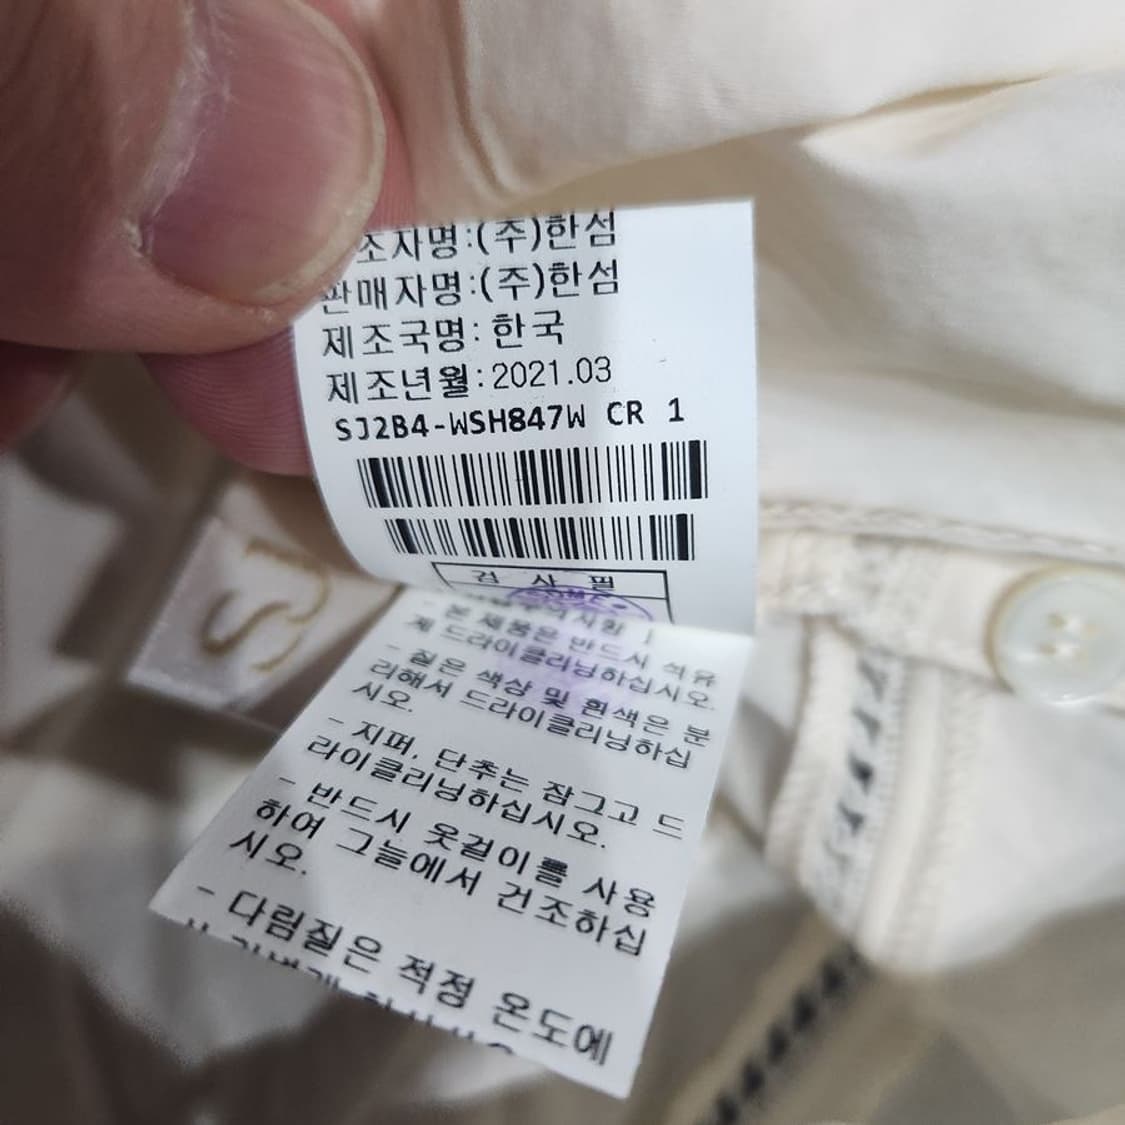 조자명:(주)한섬
판매자명:(주)한섬
제조국명: 한국
제조년월:2021.03
SJ2B4-WSH847W CR 1
검 사 필
- 본 제품은 반드시 석유
계 드라이클리닝하십시오.
- 짙은 색상 및 흰색은 분
리해서 드라이클리닝하십
시오.
- 지퍼, 단추는 잠그고 드
라이클리닝하십시오.
- 반드시 옷걸이를 사용
하여 그늘에서 건조하십
시오.
- 다림질은 적정 온도에
SJ